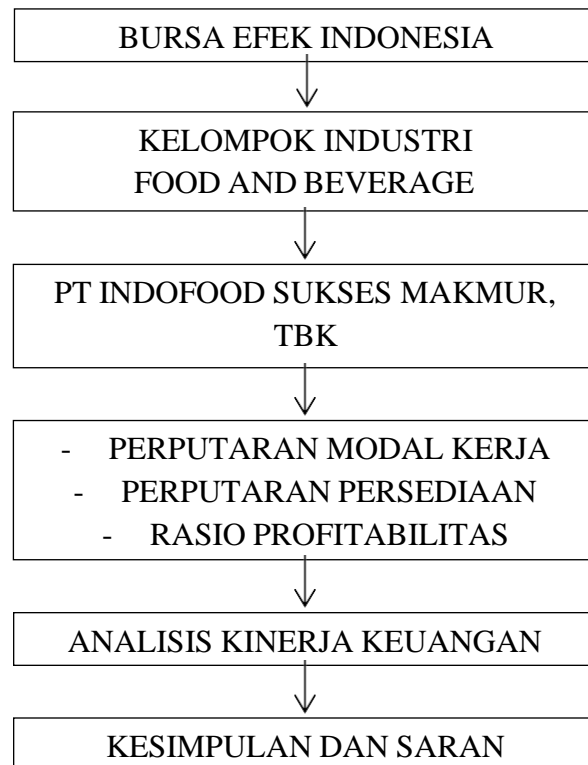 BURSA EFEK INDONESIA
KELOMPOK INDUSTRI
FOOD AND BEVERAGE
PT INDOFOOD SUKSES MAKMUR,
TBK
- PERPUTARAN MODAL KERJA
- PERPUTARAN PERSEDIAAN
- RASIO PROFITABILITAS
ANALISIS KINERJA KEUANGAN
KESIMPULAN DAN SARAN